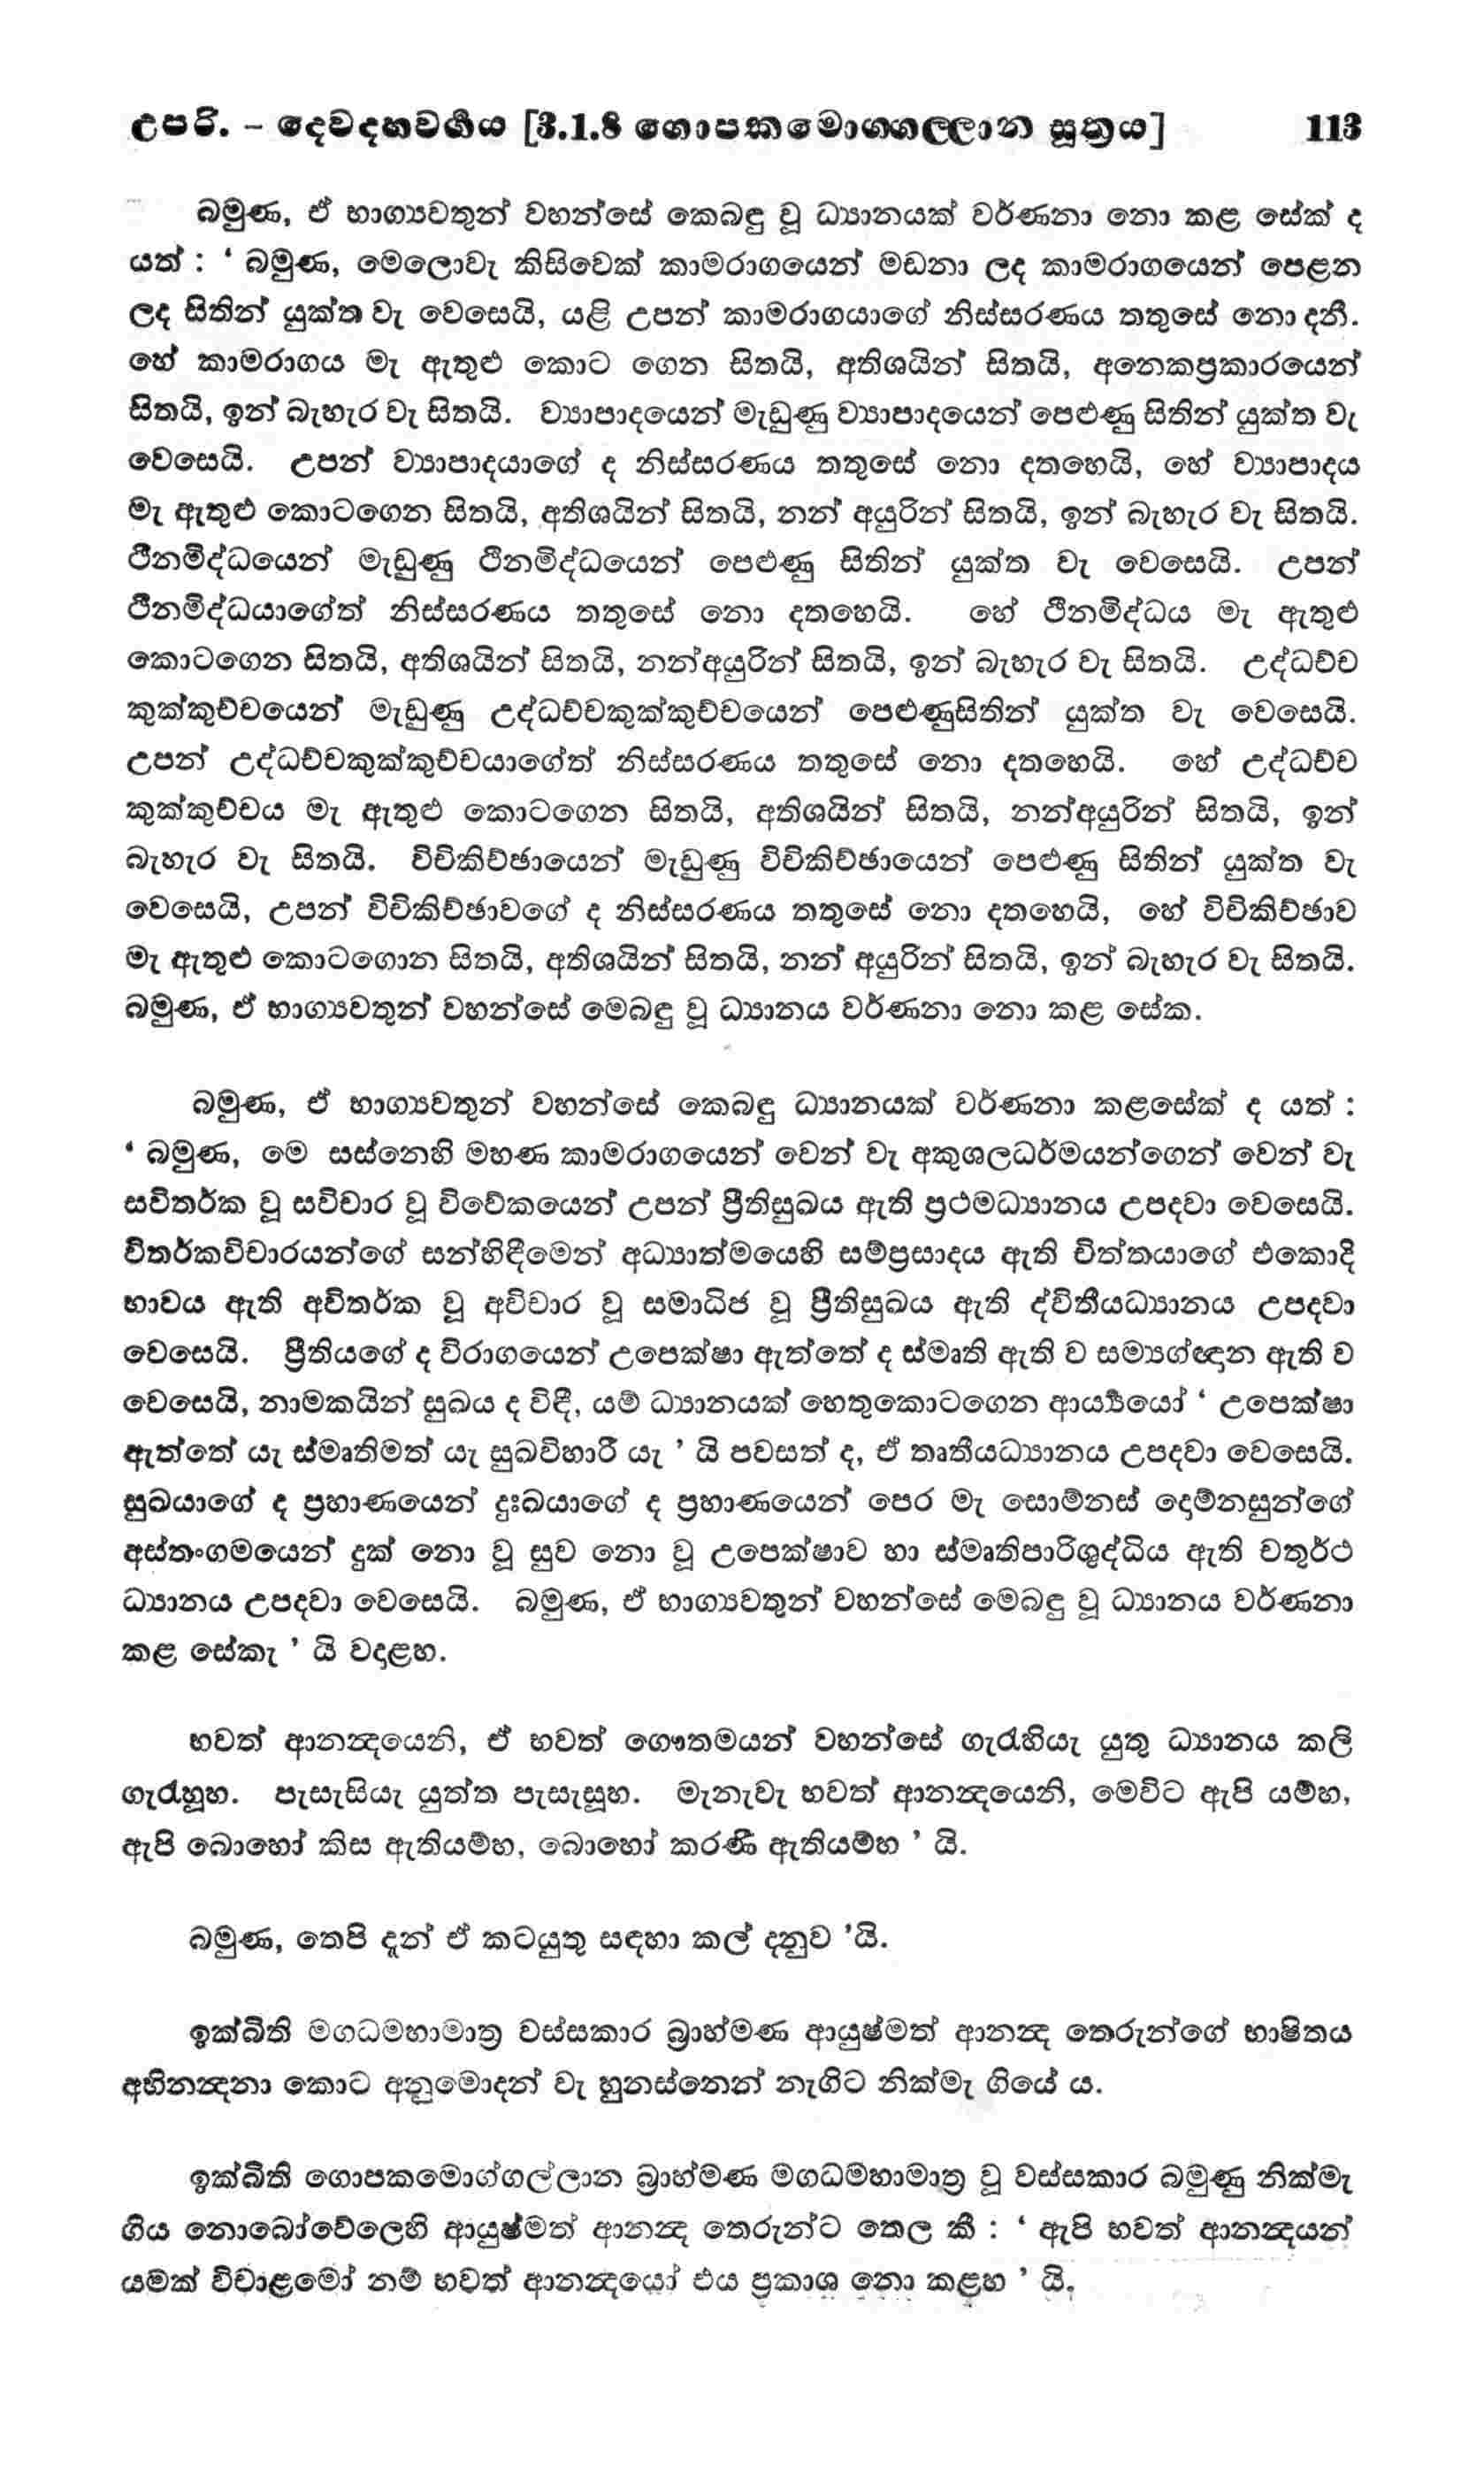 උපරි. - දෙවදහවර්‍ගය [3.1.8 ගොපකමොග්ගල්ලාන සූත්‍රය] 113
බමුණ, ඒ භාග්‍යවතුන් වහන්සේ කෙබඳු වූ ධ්‍යානයක් වර්ණනා නො කළ සේක් ද
යත් : ‘ බමුණ, මෙලොවැ කිසිවෙක් කාමරාගයෙන් මඩනා ලද කාමරාගයෙන් පෙළන
ලද සිතින් යුක්ත වැ වෙසෙයි, යළි උපන් කාමරාගයාගේ නිස්සරණය තතුසේ නො දනී.
හේ කාමරාගය මැ ඇතුළු කොට ගෙන සිතයි, අතිශයින් සිතයි, අනෙකප්‍රකාරයෙන්
සිතයි, ඉන් බැහැර වැ සිතයි. ව්‍යාපාදයෙන් මැඩුණු ව්‍යාපාදයෙන් පෙළුණු සිතින් යුක්ත වැ
වෙසෙයි. උපන් ව්‍යාපාදයාගේ ද නිස්සරණය තතුසේ නො දනහෙයි, හේ ව්‍යාපාදය
මැ ඇතුළු කොටගෙන සිතයි, අතිශයින් සිතයි, නන් අයුරින් සිතයි, ඉන් බැහැර වැ සිතයි.
ථීනමිද්ධයෙන් මැඩුණු ථිනමිද්ධයෙන් පෙළුණු සිතින් යුක්ත වැ වෙසෙයි. උපන්
ථීනමිද්ධයාගේත් නිස්සරණය තතුසේ නො දනහෙයි. හේ ථීනමිද්ධය මැ ඇතුළු
කොටගෙන සිතයි, අතිශයින් සිතයි, නන්අයුරින් සිතයි, ඉන් බැහැර වැ සිතයි. උද්ධච්ච
කුක්කුච්චයෙන් මැඩුණු උද්ධච්චකුක්කුච්චයෙන් පෙළුණුසිතින් යුක්ත වැ වෙසෙයි.
උපන් උද්ධච්චකුක්කුච්චයාගේත් නිස්සරණය තතුසේ නො දනහෙයි. හේ උද්ධච්ච
කුක්කුච්චය මැ ඇතුළු කොටගෙන සිතයි, අතිශයින් සිතයි, නන්අයුරින් සිතයි, ඉන්
බැහැර වැ සිතයි. විචිකිච්ඡායෙන් මැඩුණු විචිකිච්ඡායෙන් පෙළුණු සිතින් යුක්ත වැ
වෙසෙයි, උපන් විචිකිච්ඡාවගේ ද නිස්සරණය තතුසේ නො දනහෙයි, හේ විචිකිච්ඡාව
මැ ඇතුළු කොටගොන සිතයි, අතිශයින් සිතයි, නන් අයුරින් සිතයි, ඉන් බැහැර වැ සිතයි.
බමුණ, ඒ භාග්‍යවතුන් වහන්සේ මෙබඳු වූ ධ්‍යානය වර්ණනා නො කළ සේක.
බමුණ, ඒ භාග්‍යවතුන් වහන්සේ කෙබඳු ධ්‍යානයක් වර්ණනා කළසේක් ද යත් :
‘ බමුණ, මෙ සස්නෙහි මහණ කාමරාගයෙන් වෙන් වැ අකුශලධර්මයන්ගෙන් වෙන් වැ
සවිතර්ක වූ සවිචාර වූ විවේකයෙන් උපන් ප්‍රීතිසුඛය ඇති ප්‍රථමධ්‍යානය උපදවා වෙසෙයි.
විතර්කවිචාරයන්ගේ සන්හිඳීමෙන් අධ්‍යාත්මයෙහි සම්ප්‍රසාදය ඇති චිත්තයාගේ එකොදි
භාවය ඇති අවිතර්ක වූ අවිචාර වූ සමාධිජ වූ ප්‍රීතිසුඛය ඇති ද්විතීයධ්‍යානය උපදවා
වෙසෙයි. ප්‍රීතියගේ ද විරාගයෙන් උපෙක්ෂා ඇත්තේ ද ස්මෘති ඇති ව සම්‍යග්ඥාන ඇති ව
වෙසෙයි, නාමකයින් සුඛය ද විඳී, යම් ධ්‍යානයක් හෙතුකොටගෙන ආර්‍ය්‍යයෝ ‘ උපෙක්ෂා
ඇත්තේ යැ ස්මෘතිමත් යැ සුඛවිහාරී යැ ’ යි පවසත් ද, ඒ තෘතීයධ්‍යානය උපදවා වෙසෙයි.
සුඛයාගේ ද ප්‍රහාණයෙන් දුඃඛයාගේ ද ප්‍රහාණයෙන් පෙර මැ සොම්නස් දොම්නසුන්ගේ
අස්තංගමයෙන් දුක් නො වූ සුව නො වූ උපෙක්ෂාව හා ස්මෘතිපාරිශුද්ධිය ඇති චතුර්ථ
ධ්‍යානය උපදවා වෙසෙයි. බමුණ, ඒ භාග්‍යවතුන් වහන්සේ මෙබඳු වූ ධ්‍යානය වර්ණනා
කළ සේකැ ’ යි වදාළහ.
භවත් ආනන්‍දයෙනි, ඒ භවත් ගෞතමයන් වහන්සේ ගැරැහියැ යුතු ධ්‍යානය කලි
ගැරැහූහ. පැසැසියැ යුත්ත පැසැසූහ. මැනැවැ භවත් ආනන්‍දයෙනි, මෙවිට ඇපි යම්හ,
ඇපි බොහෝ කිස ඇතියම්හ, බොහෝ කරණී ඇතියම්හ ’ යි.
බමුණ, තෙපි දැන් ඒ කටයුතු සඳහා කල් දනුව ’යි.
ඉක්බිති මගධමහාමාත්‍ර වස්සකාර බ්‍රාහ්මණ ආයුෂ්මත් ආනන්‍ද තෙරුන්ගේ භාෂිතය
අභිනන්‍දනා කොට අනුමොදන් වැ හුනස්නෙන් නැගිට නික්මැ ගියේ ය.
ඉක්බිති ගොපකමොග්ගල්ලාන බ්‍රාහ්මණ මගධමහාමාත්‍ර වූ වස්සකාර බමුණු නික්මැ
ගිය නොබෝවේලෙහි ආයුෂ්මත් ආනන්‍ද තෙරුන්ට තෙල කී : ‘ ඇපි භවත් ආනන්‍දයන්
යමක් විචාළමෝ නම් භවත් ආනන්‍දයෝ එය ප්‍රකාශ නො කළහ ’ යි.